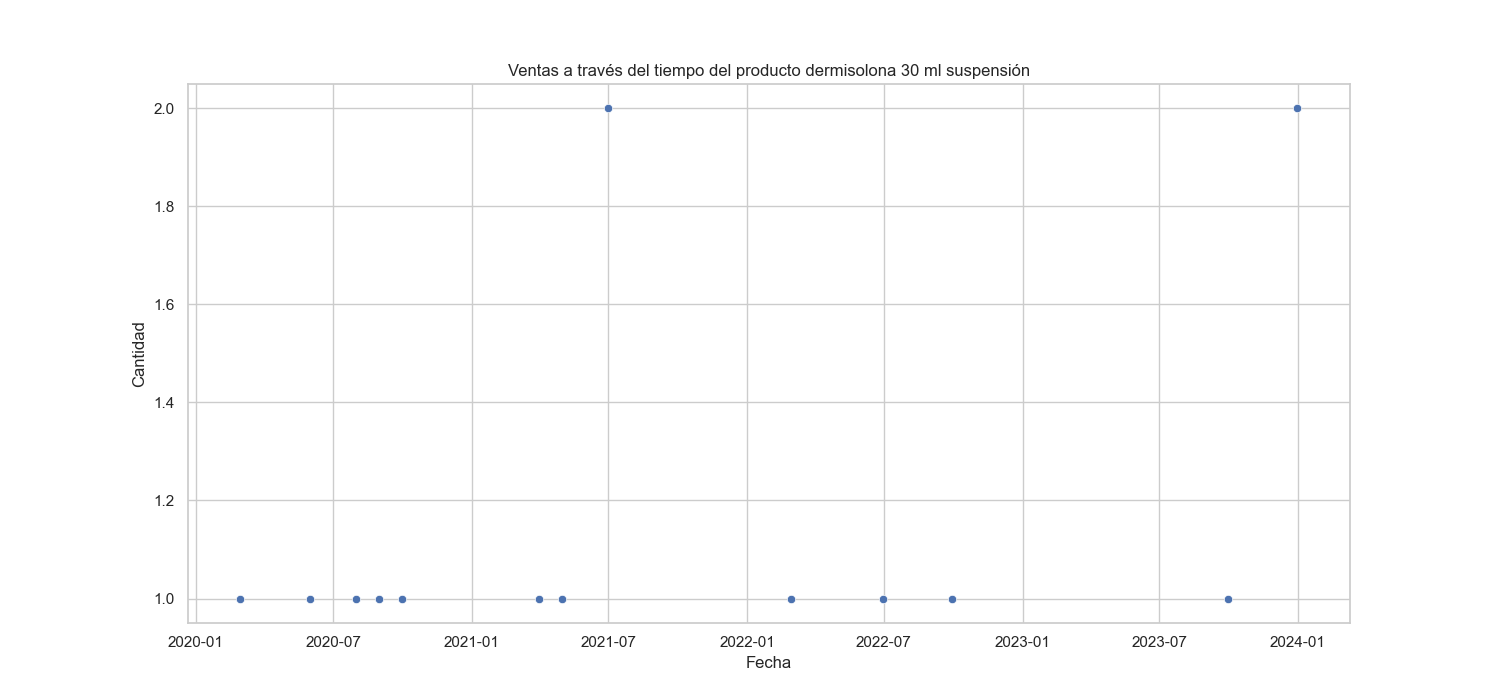 Ventas a través del tiempo del producto dermisolona 30 ml suspensión
2.0
1.8
1.6
1.4
1.2
1.0
Cantidad
2020-01 2020-07 2021-01 2021-07 2022-01 2022-07 2023-01 2023-07 2024-01
Fecha